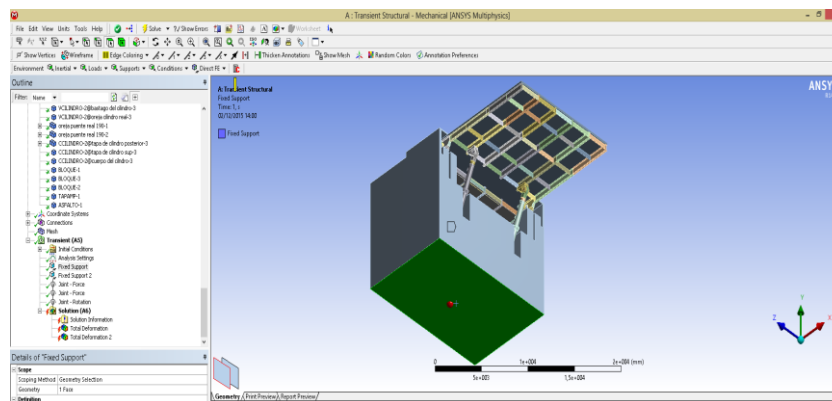 A : Transient Structural - Mechanical [ANSYS Multiphysics]
File Edit View Units Tools Help
Solve
Show Errors
Worksheet
Show Vertices
Wireframe
Edge Coloring
Thicken Annotations
Show Mesh
Random Colors
Annotation Preferences
Environment
Inertial
Loads
Supports
Conditions
Direct FE
Outline
Filter: Name
VCILINDRO-2@bastago del cilindro-3
VCILINDRO-2@oreja cilindro real-3
oreja puente real 190-1
oreja puente real 190-2
CCILINDRO-2@tapa de cilindro posterior-3
CCILINDRO-2@tapa de cilindro sup-3
CCILINDRO-2@cuerpo del cilindro-3
BLOQUE-1
BLOQUE-3
BLOQUE-2
TAPAMP-1
ASFALTO-1
Coordinate Systems
Connections
Mesh
Transient (A5)
Initial Conditions
Analysis Settings
Fixed Support
Fixed Support 2
Joint - Force
Joint - Force
Joint - Rotation
Solution (A6)
Solution Information
Total Deformation
Total Deformation 2
Details of "Fixed Support"
Scope
Scoping Method Geometry Selection
Geometry 1 Face
Definition
A: Transient Structural
Fixed Support
Time: 1, s
Fixed Support
ANSY
0
1e+004
2e+004 (mm)
5e+003
1,5e+004
Y
Z
X
Geometry
Print Preview
Report Preview